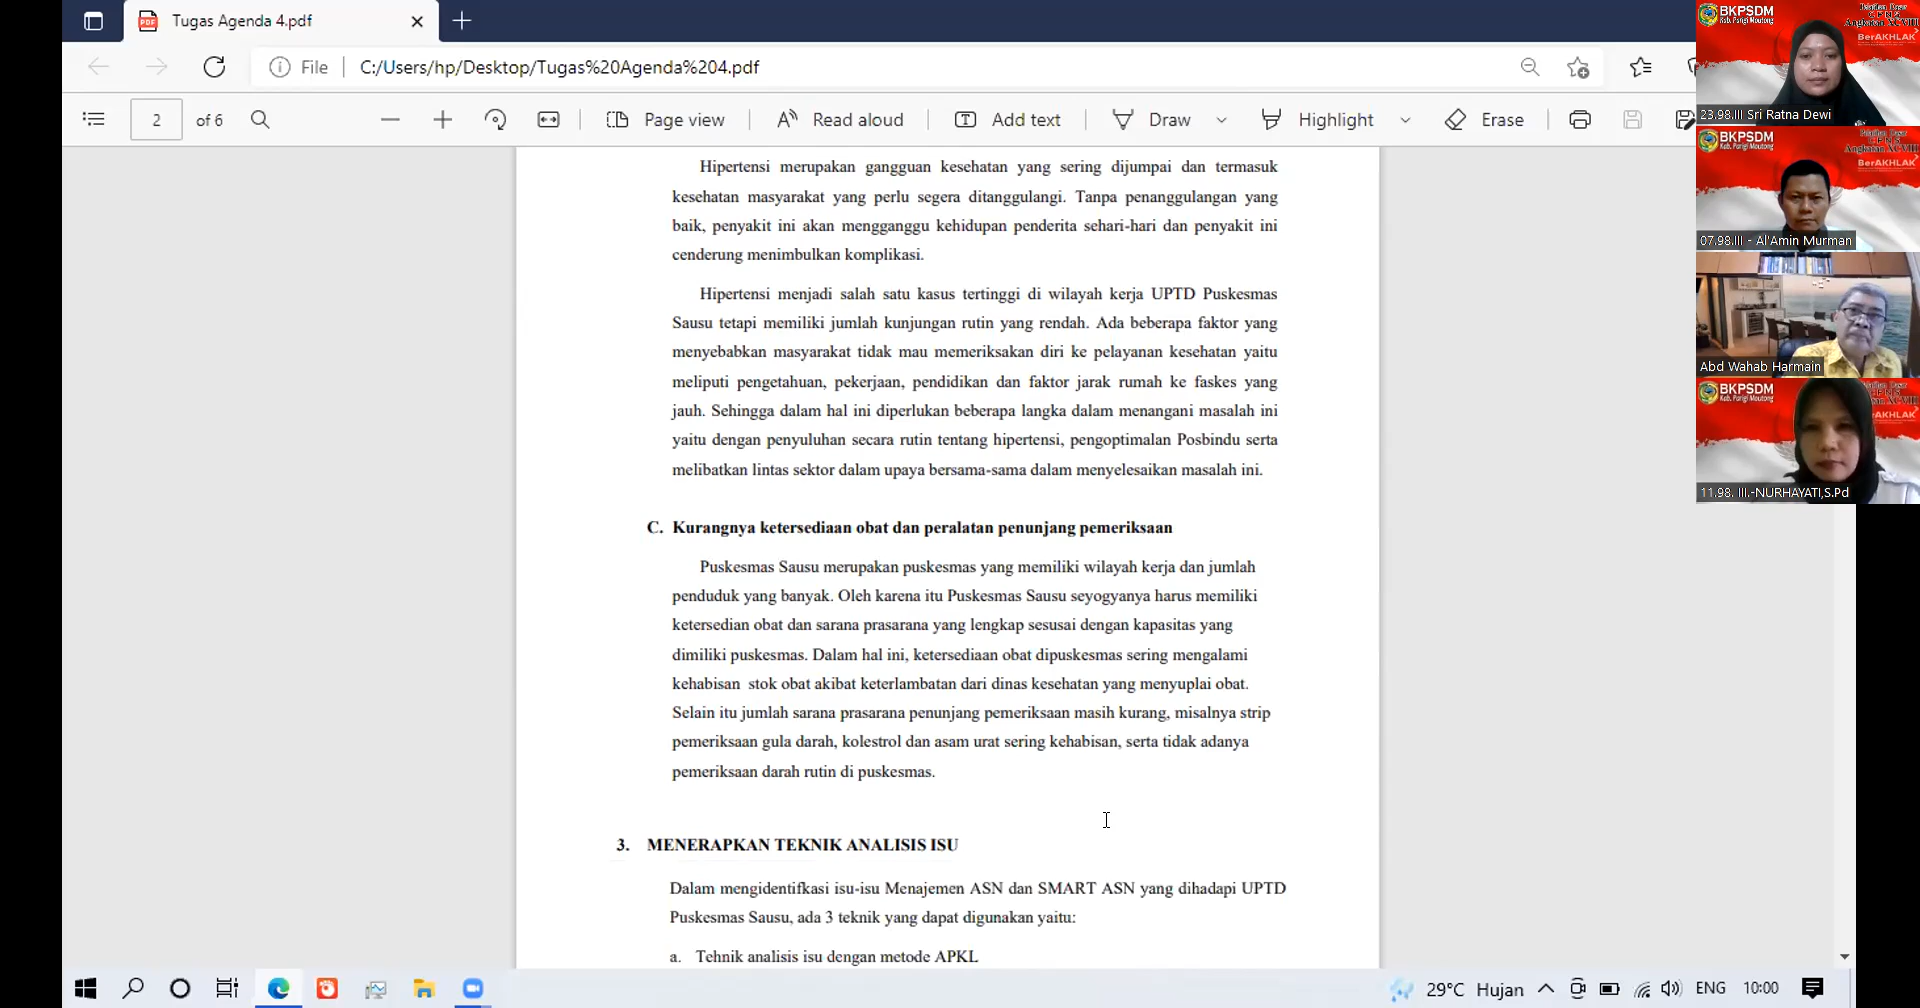 Tugas Agenda 4.pdf
File
C:/Users/hp/Desktop/Tugas%20Agenda%204.pdf
2 of 6
Page view
Read aloud
Add text
Draw
Highlight
Erase
Hipertensi merupakan gangguan kesehatan yang sering dijumpai dan termasuk
kesehatan masyarakat yang perlu segera ditanggulangi. Tanpa penanggulangan yang
baik, penyakit ini akan mengganggu kehidupan penderita sehari-hari dan penyakit ini
cenderung menimbulkan komplikasi.
Hipertensi menjadi salah satu kasus tertinggi di wilayah kerja UPTD Puskesmas
Sausu tetapi memiliki jumlah kunjungan rutin yang rendah. Ada beberapa faktor yang
menyebabkan masyarakat tidak mau memeriksakan diri ke pelayanan kesehatan yaitu
meliputi pengetahuan, pekerjaan, pendidikan dan faktor jarak rumah ke faskes yang
jauh. Sehingga dalam hal ini diperlukan beberapa langka dalam menangani masalah ini
yaitu dengan penyuluhan secara rutin tentang hipertensi, pengoptimalan Posbindu serta
melibatkan lintas sektor dalam upaya bersama-sama dalam menyelesaikan masalah ini.
C. Kurangnya ketersediaan obat dan peralatan penunjang pemeriksaan
Puskesmas Sausu merupakan puskesmas yang memiliki wilayah kerja dan jumlah
penduduk yang banyak. Oleh karena itu Puskesmas Sausu seyogyanya harus memiliki
ketersedian obat dan sarana prasarana yang lengkap sesusai dengan kapasitas yang
dimiliki puskesmas. Dalam hal ini, ketersediaan obat dipuskesmas sering mengalami
kehabisan stok obat akibat keterlambatan dari dinas kesehatan yang menyuplai obat.
Selain itu jumlah sarana prasarana penunjang pemeriksaan masih kurang, misalnya strip
pemeriksaan gula darah, kolestrol dan asam urat sering kehabisan, serta tidak adanya
pemeriksaan darah rutin di puskesmas.
3. MENERAPKAN TEKNIK ANALISIS ISU
Dalam mengidentifkasi isu-isu Menajemen ASN dan SMART ASN yang dihadapi UPTD
Puskesmas Sausu, ada 3 teknik yang dapat digunakan yaitu:
a. Tehnik analisis isu dengan metode APKL
BKPSDM
Kab. Parigi Moutong
BerAKHLAK
23.98.III Sri Ratna Dewi
BKPSDM
Kab. Parigi Moutong
BerAKHLAK
07.98.III - Al'Amin Murman
Abd Wahab Harmain
BKPSDM
Kab. Parigi Moutong
AKHLAK
11.98. III.-NURHAYATI,S.Pd
29°C Hujan
ENG
10:00